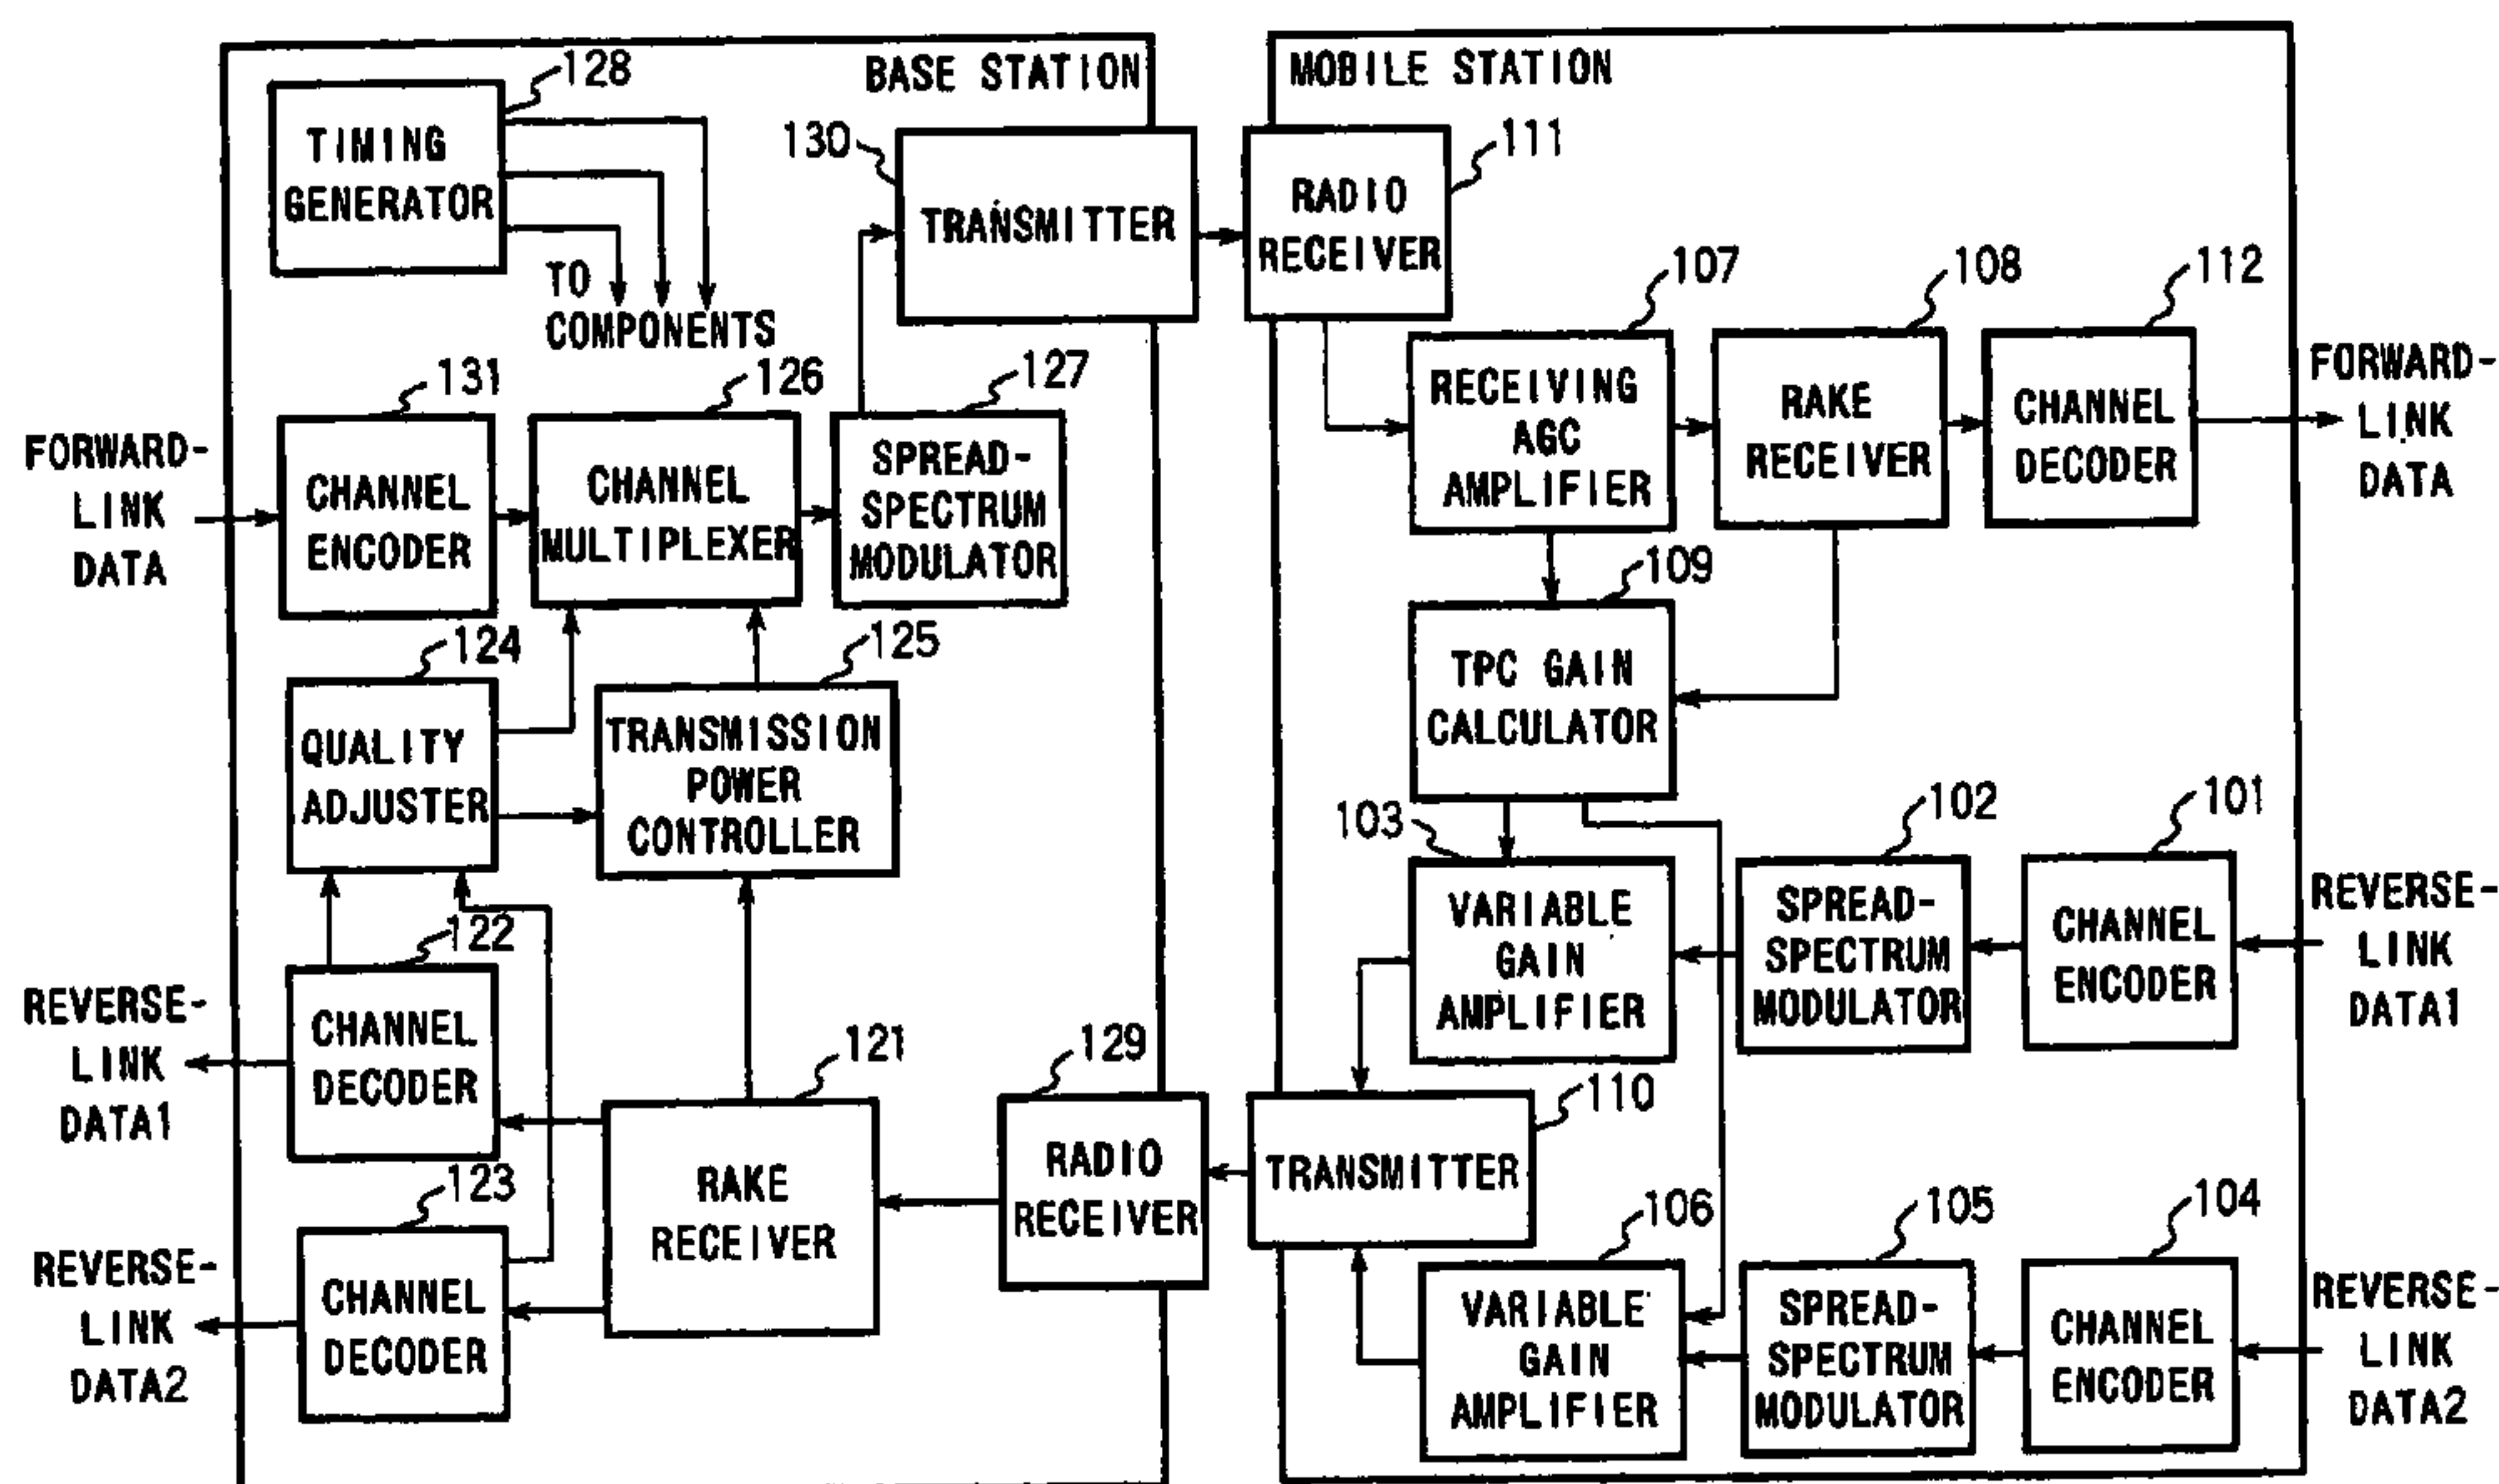 BASE STATION
128
TIMING
GENERATOR
TO
COMPONENTS
130
TRANSMITTER
131
126
127
FORWARD-
LINK
DATA
CHANNEL
ENCODER
CHANNEL
MULTIPLEXER
SPREAD-
SPECTRUM
MODULATOR
124
125
QUALITY
ADJUSTER
TRANSMISSION
POWER
CONTROLLER
122
REVERSE-
LINK
DATA1
CHANNEL
DECODER
121
129
RAKE
RECEIVER
RADIO
RECEIVER
123
REVERSE-
LINK
DATA2
CHANNEL
DECODER
MOBILE STATION
111
RADIO
RECEIVER
107
108
112
RECEIVING
AGC
AMPLIFIER
RAKE
RECEIVER
CHANNEL
DECODER
FORWARD-
LINK
DATA
109
TPC GAIN
CALCULATOR
103
102
101
VARIABLE
GAIN
AMPLIFIER
SPREAD-
SPECTRUM
MODULATOR
CHANNEL
ENCODER
REVERSE-
LINK
DATA1
110
TRANSMITTER
106
105
104
VARIABLE
GAIN
AMPLIFIER
SPREAD-
SPECTRUM
MODULATOR
CHANNEL
ENCODER
REVERSE-
LINK
DATA2